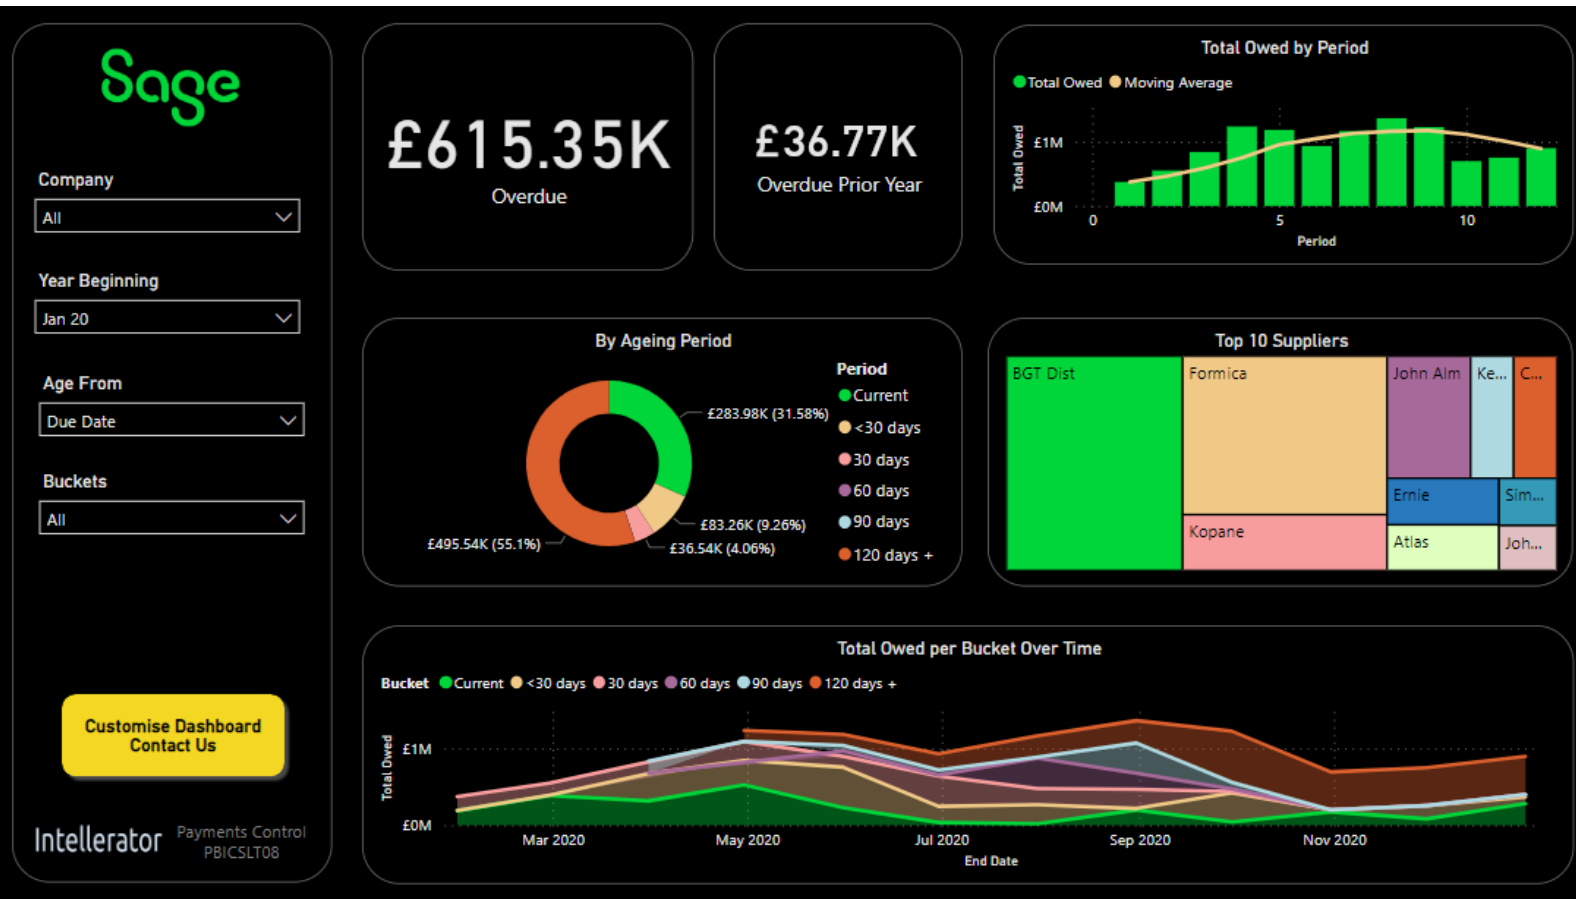 Sage
Company
All
Year Beginning
Jan 20
Age From
Due Date
Buckets
All
Customise Dashboard
Contact Us
Intellerator
Payments Control
PBICSLT08
£615.35K
Overdue
£36.77K
Overdue Prior Year
Total Owed by Period
Total Owed Moving Average
Total Owed
£1M
£0M
0 5 10
Period
By Ageing Period
£283.98K (31.58%)
£83.26K (9.26%)
£36.54K (4.06%)
£495.54K (55.1%)
Period
Current
<30 days
30 days
60 days
90 days
120 days +
Top 10 Suppliers
BGT Dist
Formica
Kopane
John Alm
Ke...
C...
Ernie
Sim...
Atlas
Joh...
Total Owed per Bucket Over Time
Bucket Current <30 days 30 days 60 days 90 days 120 days +
Total Owed
£1M
£0M
Mar 2020 May 2020 Jul 2020 Sep 2020 Nov 2020
End Date